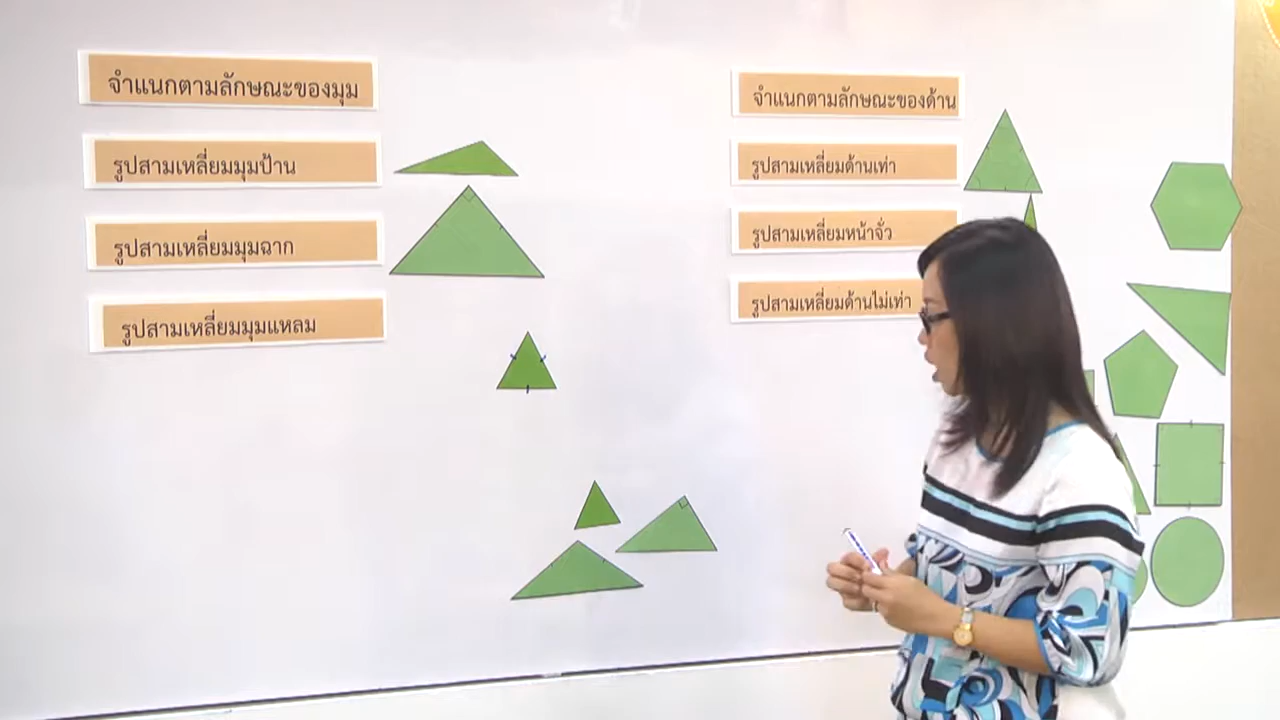 จำแนกตามลักษณะของมุม
รูปสามเหลี่ยมมุมป้าน
รูปสามเหลี่ยมมุมฉาก
รูปสามเหลี่ยมมุมแหลม
จำแนกตามลักษณะของด้าน
รูปสามเหลี่ยมด้านเท่า
รูปสามเหลี่ยมหน้าจั่ว
รูปสามเหลี่ยมด้านไม่เท่า